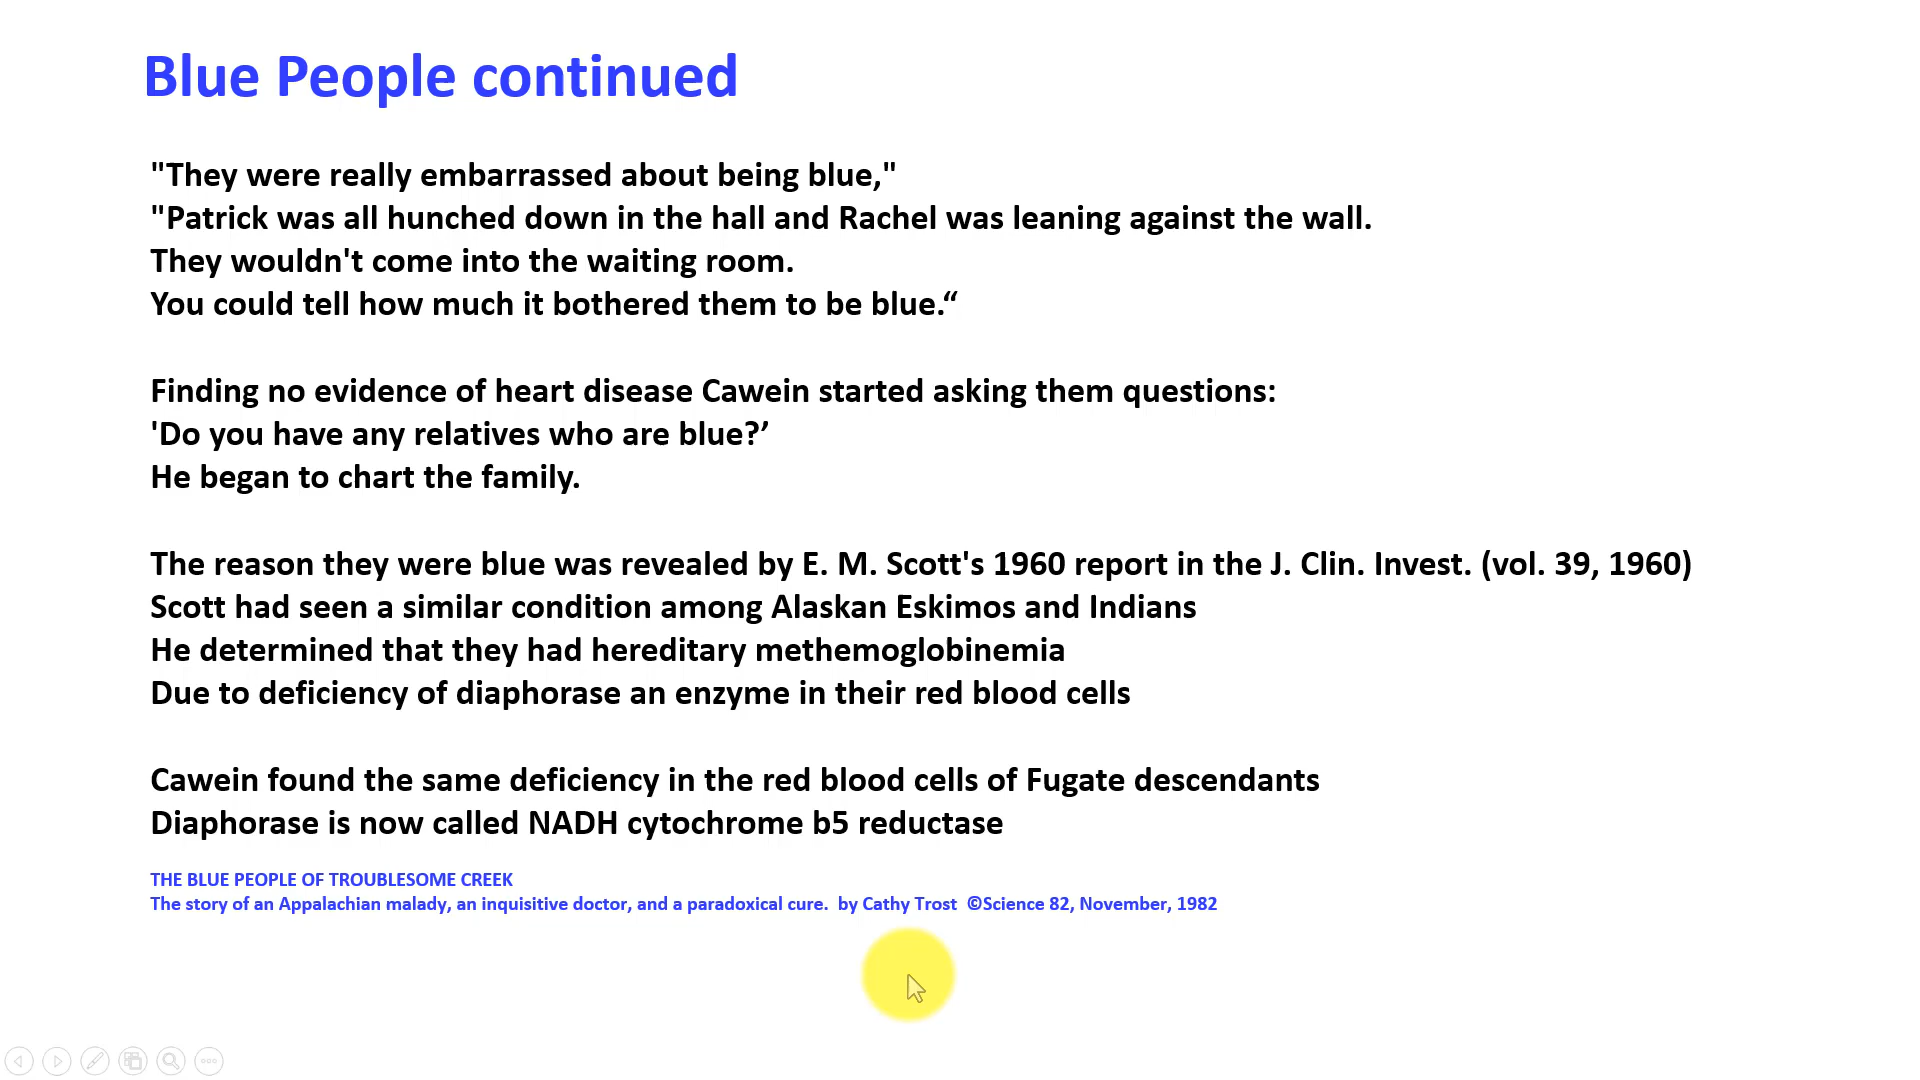 Blue People continued
"They were really embarrassed about being blue,"
"Patrick was all hunched down in the hall and Rachel was leaning against the wall.
They wouldn't come into the waiting room.
You could tell how much it bothered them to be blue.“
Finding no evidence of heart disease Cawein started asking them questions:
'Do you have any relatives who are blue?’
He began to chart the family.
The reason they were blue was revealed by E. M. Scott's 1960 report in the J. Clin. Invest. (vol. 39, 1960)
Scott had seen a similar condition among Alaskan Eskimos and Indians
He determined that they had hereditary methemoglobinemia
Due to deficiency of diaphorase an enzyme in their red blood cells
Cawein found the same deficiency in the red blood cells of Fugate descendants
Diaphorase is now called NADH cytochrome b5 reductase
THE BLUE PEOPLE OF TROUBLESOME CREEK
The story of an Appalachian malady, an inquisitive doctor, and a paradoxical cure.  by Cathy Trost  ©Science 82, November, 1982